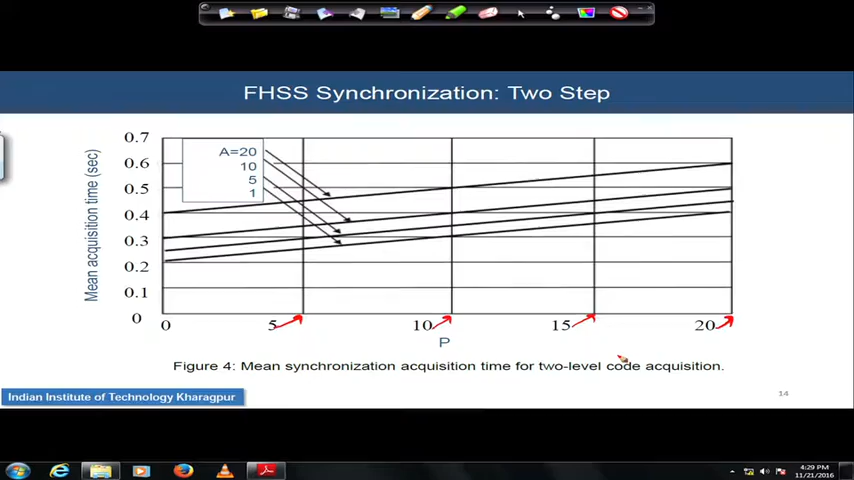 FHSS Synchronization: Two Step
Mean acquisition time (sec)
0.7
0.6
0.5
0.4
0.3
0.2
0.1
0
A=20
10
5
1
0 5 10 15 20
P
Figure 4: Mean synchronization acquisition time for two-level code acquisition.
Indian Institute of Technology Kharagpur
14
4:29 PM
11/21/2016